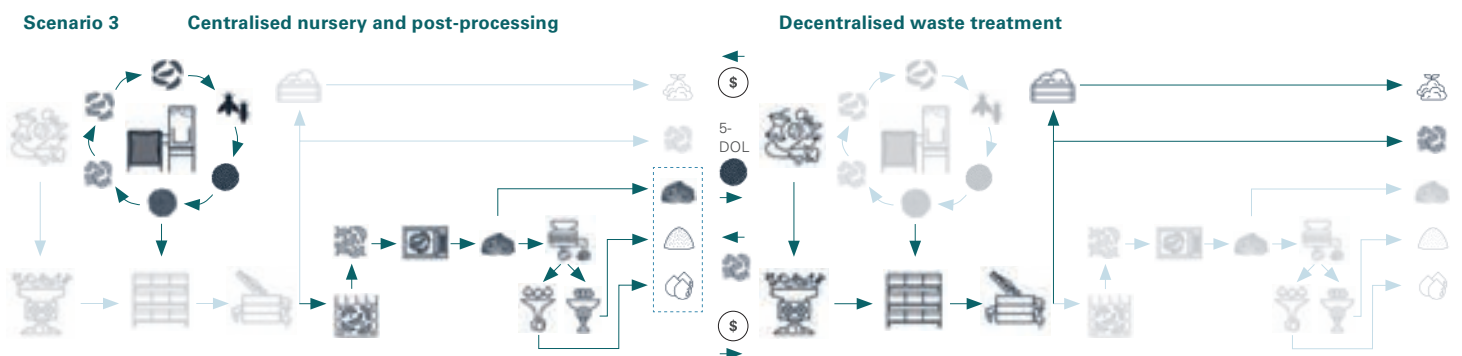 Scenario 3 Centralised nursery and post-processing Decentralised waste treatment
$
5-
DOL
$